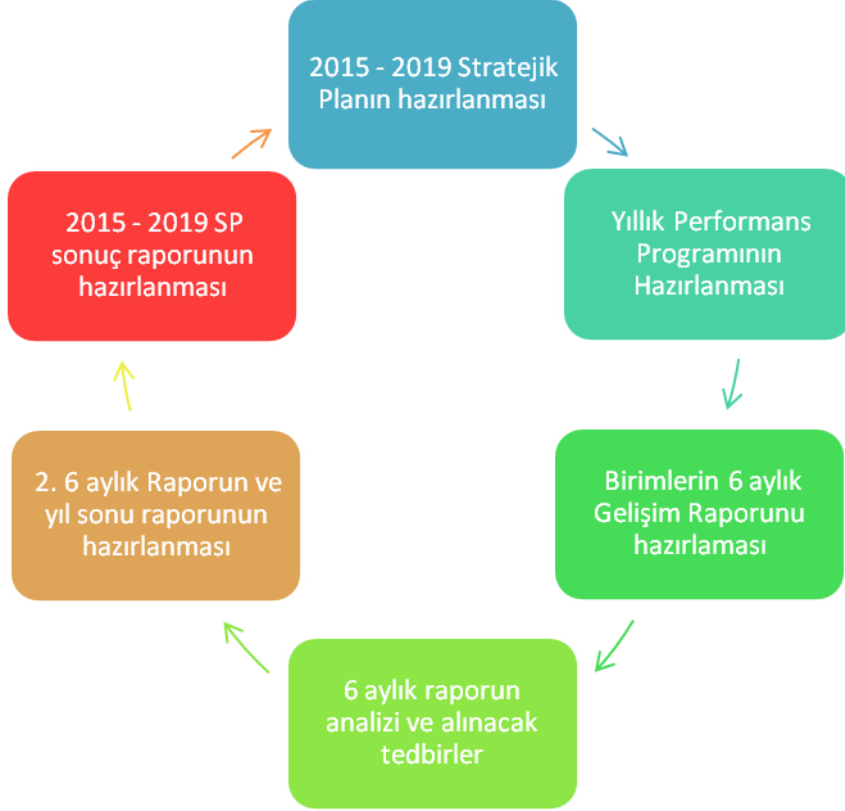 2015 - 2019 Stratejik
Planın hazırlanması
Yıllık Performans
Programının
Hazırlanması
Birimlerin 6 aylık
Gelişim Raporunu
hazırlaması
6 aylık raporun
analizi ve alınacak
tedbirler
2. 6 aylık Raporun ve
yıl sonu raporunun
hazırlanması
2015 - 2019 SP
sonuç raporunun
hazırlanması